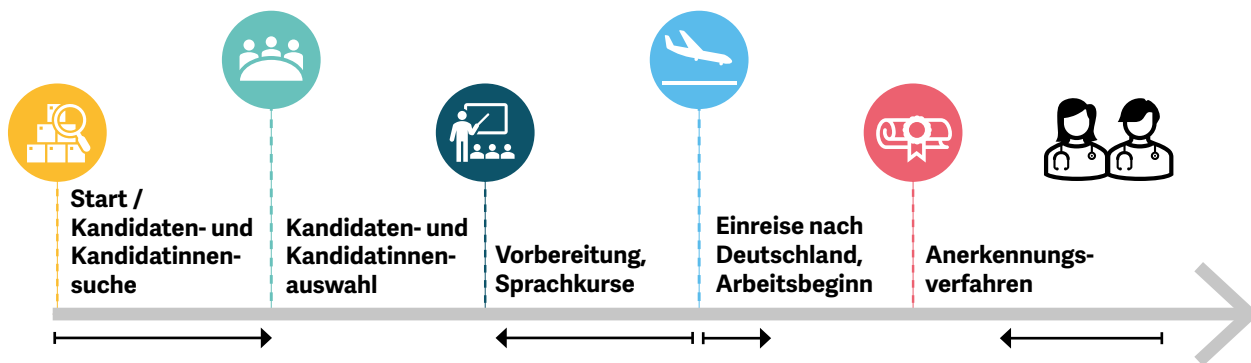 Start /
Kandidaten- und
Kandidatinnen-
suche
Kandidaten- und
Kandidatinnen-
auswahl
Vorbereitung,
Sprachkurse
Einreise nach
Deutschland,
Arbeitsbeginn
Anerkennungs-
verfahren